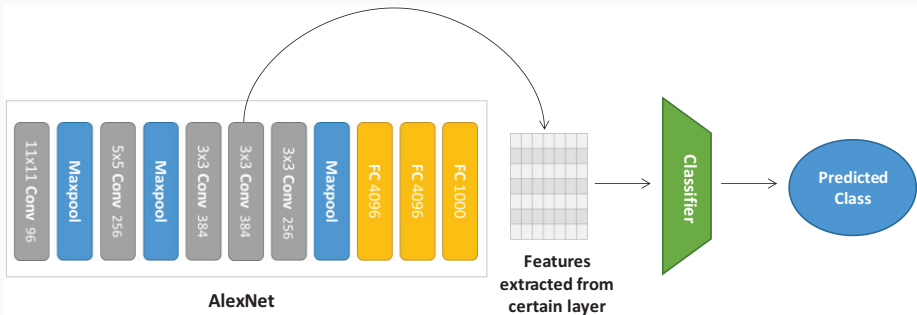 11x11 Conv 96
Maxpool
5x5 Conv 256
Maxpool
3x3 Conv 384
3x3 Conv 384
3x3 Conv 256
Maxpool
FC 4096
FC 4096
FC 1000
AlexNet
Features
extracted from
certain layer
Classifier
Predicted
Class